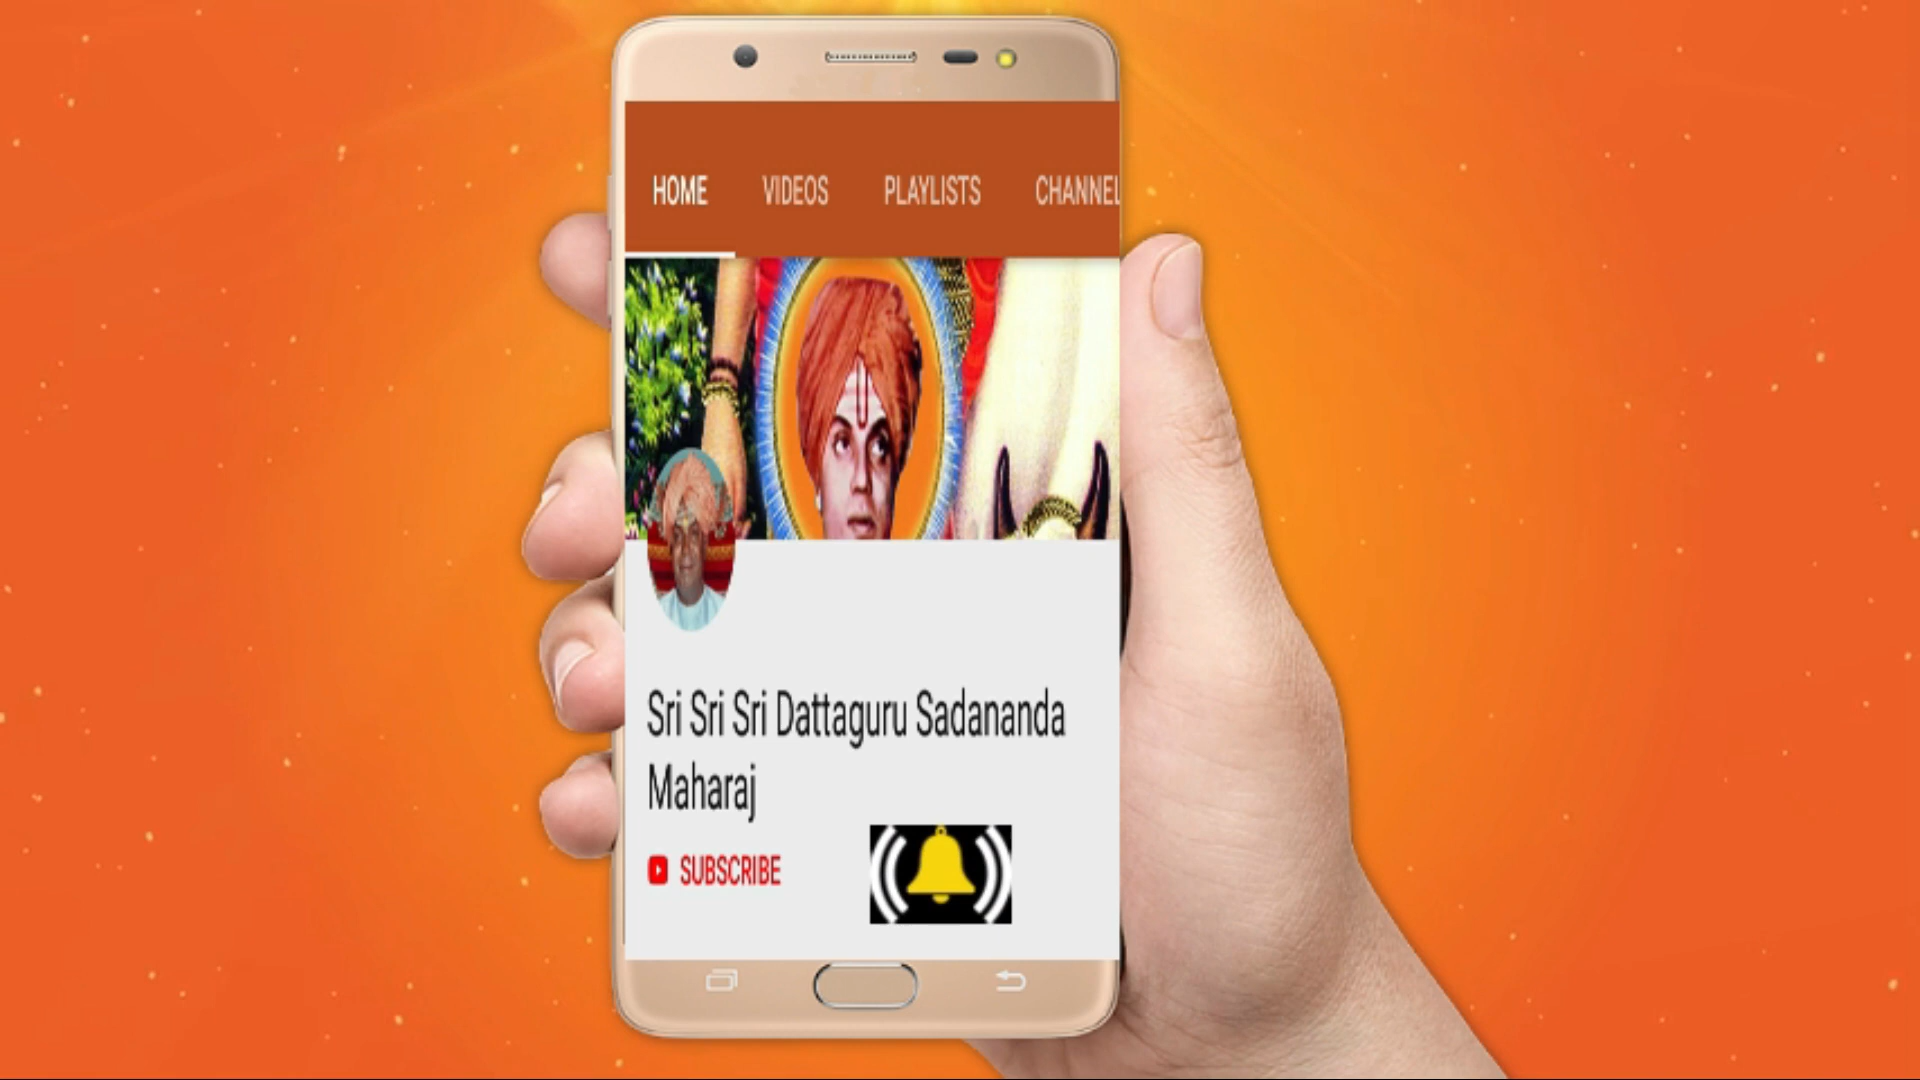 HOME VIDEOS PLAYLISTS CHANNEL
Sri Sri Sri Dattaguru Sadananda
Maharaj
SUBSCRIBE